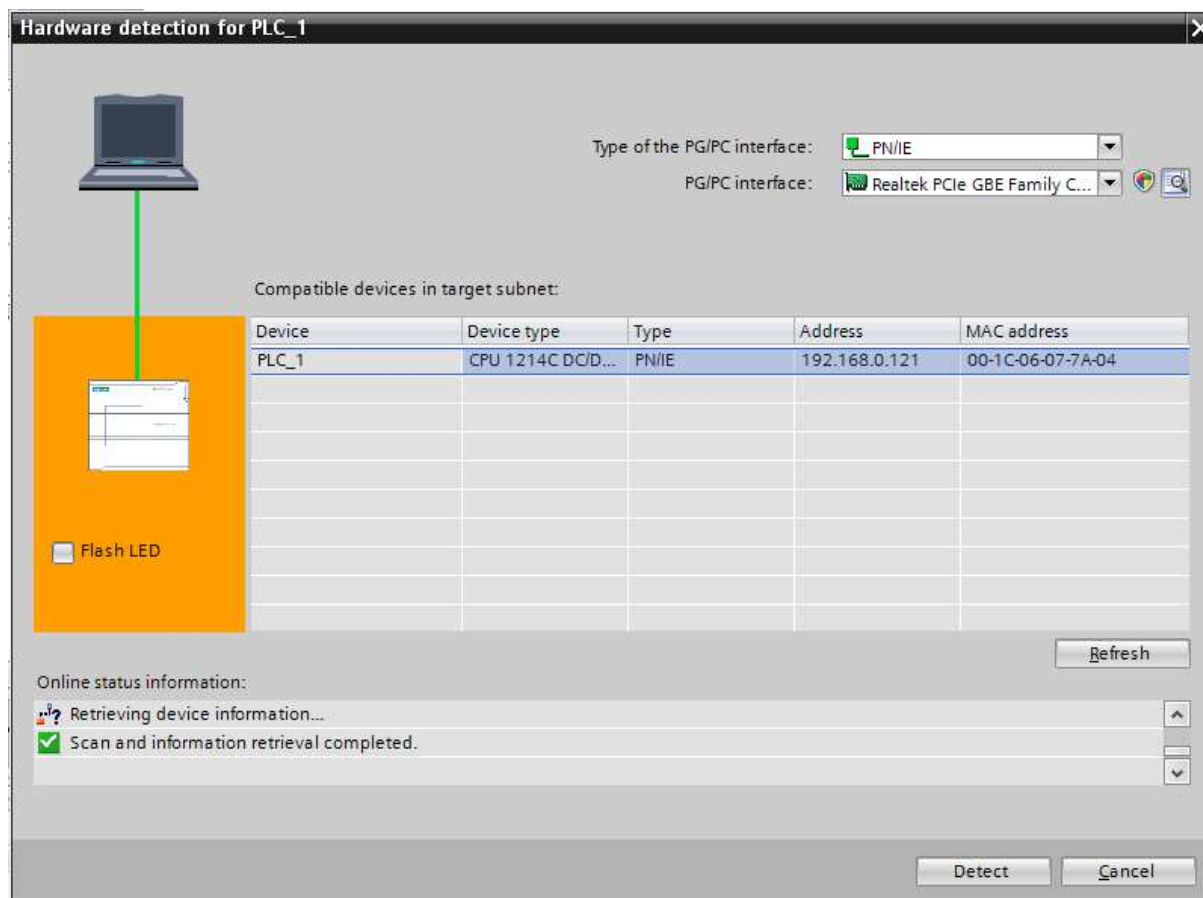 Hardware detection for PLC_1
Type of the PG/PC interface: PN/IE
PG/PC interface: Realtek PCIe GBE Family C...
Compatible devices in target subnet:
Device Device type Type Address MAC address
PLC_1 CPU 1214C DC/D... PN/IE 192.168.0.121 00-1C-06-07-7A-04
Flash LED
Refresh
Online status information:
Retrieving device information...
Scan and information retrieval completed.
Detect Cancel